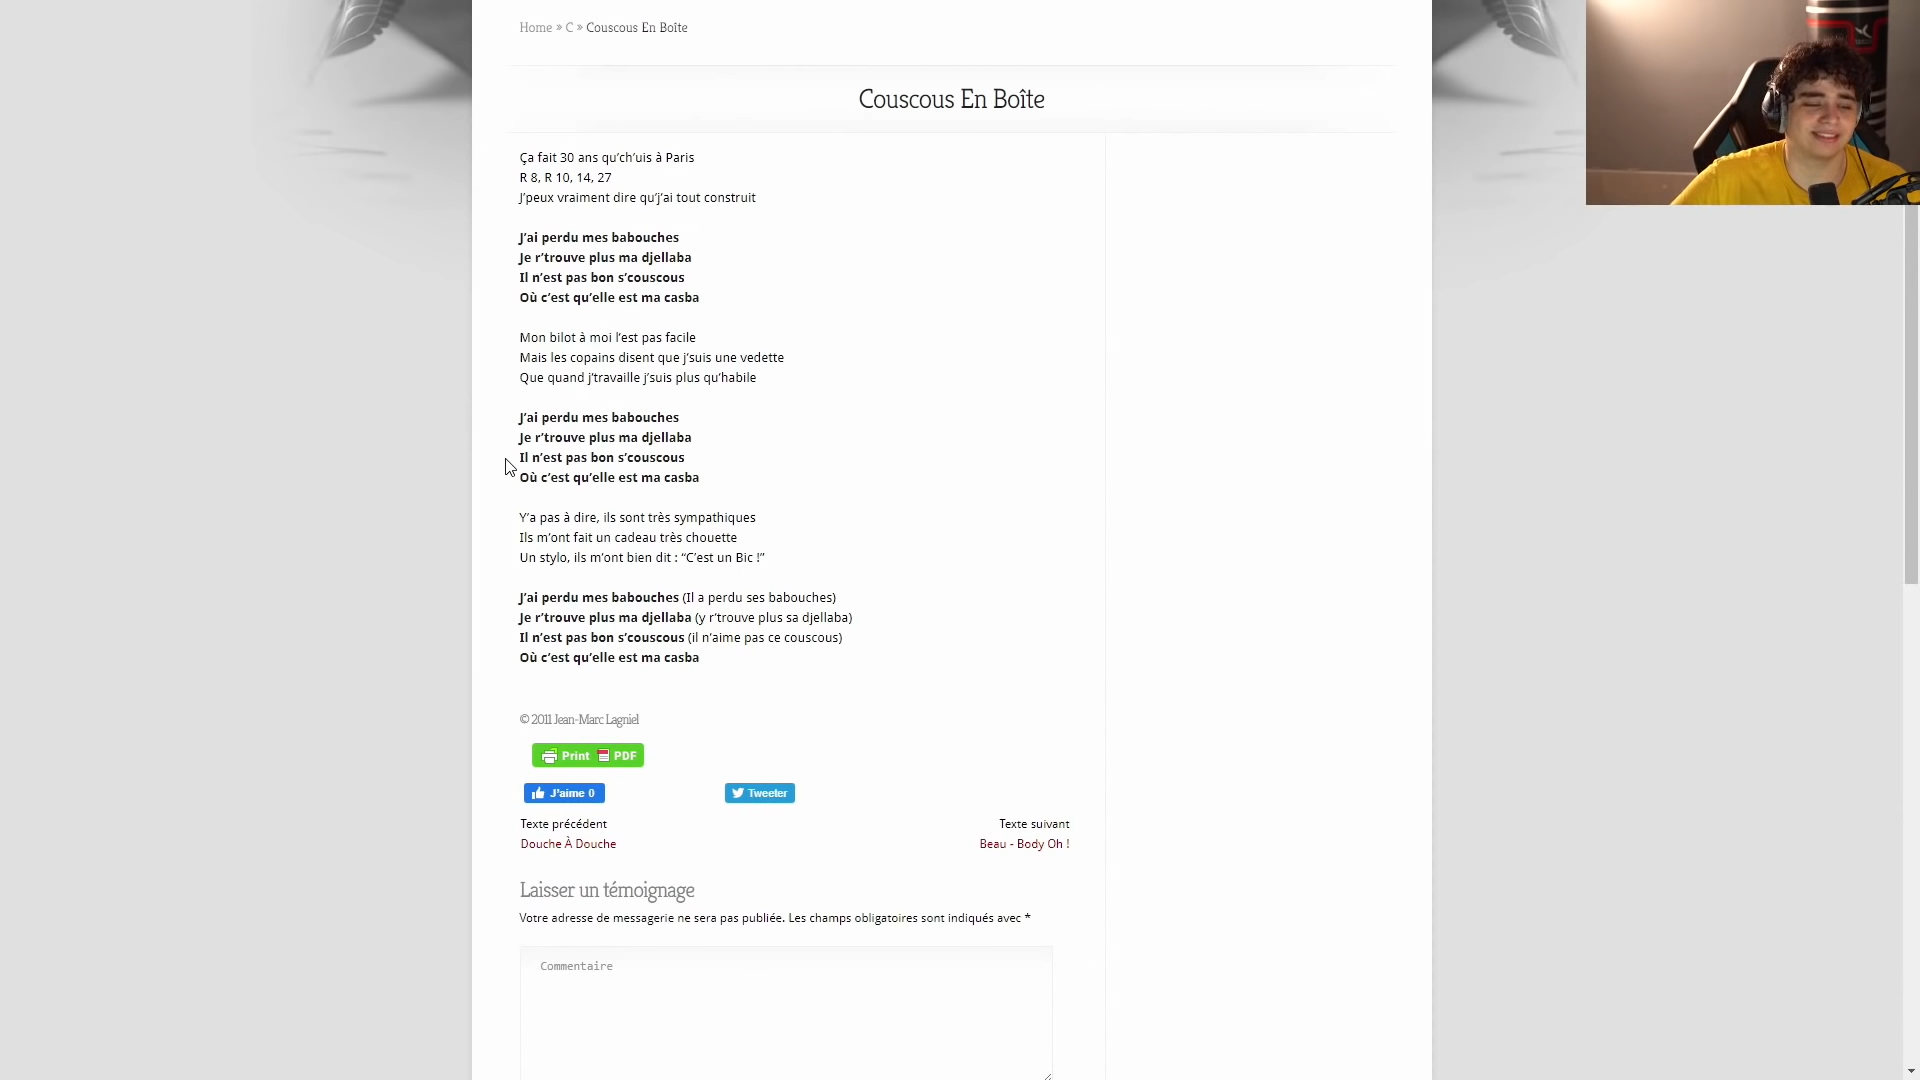 Home » C » Couscous En Boîte
Couscous En Boîte
Ça fait 30 ans qu’ch’uis à Paris
R 8, R 10, 14, 27
J’peux vraiment dire qu’j’ai tout construit
J’ai perdu mes babouches
Je r’trouve plus ma djellaba
Il n’est pas bon s’couscous
Où c’est qu’elle est ma casba
Mon bilot à moi l’est pas facile
Mais les copains disent que j’suis une vedette
Que quand j’travaille j’suis plus qu’habile
J’ai perdu mes babouches
Je r’trouve plus ma djellaba
Il n’est pas bon s’couscous
Où c’est qu’elle est ma casba
Y’a pas à dire, ils sont très sympathiques
Ils m’ont fait un cadeau très chouette
Un stylo, ils m’ont bien dit : “C’est un Bic !”
J’ai perdu mes babouches (Il a perdu ses babouches)
Je r’trouve plus ma djellaba (y r’trouve plus sa djellaba)
Il n’est pas bon s’couscous (il n’aime pas ce couscous)
Où c’est qu’elle est ma casba
© 2011 Jean-Marc Lagniel
Print PDF
J’aime 0 Tweeter
Texte précédent Texte suivant
Douche À Douche Beau - Body Oh !
Laisser un témoignage
Votre adresse de messagerie ne sera pas publiée. Les champs obligatoires sont indiqués avec *
Commentaire